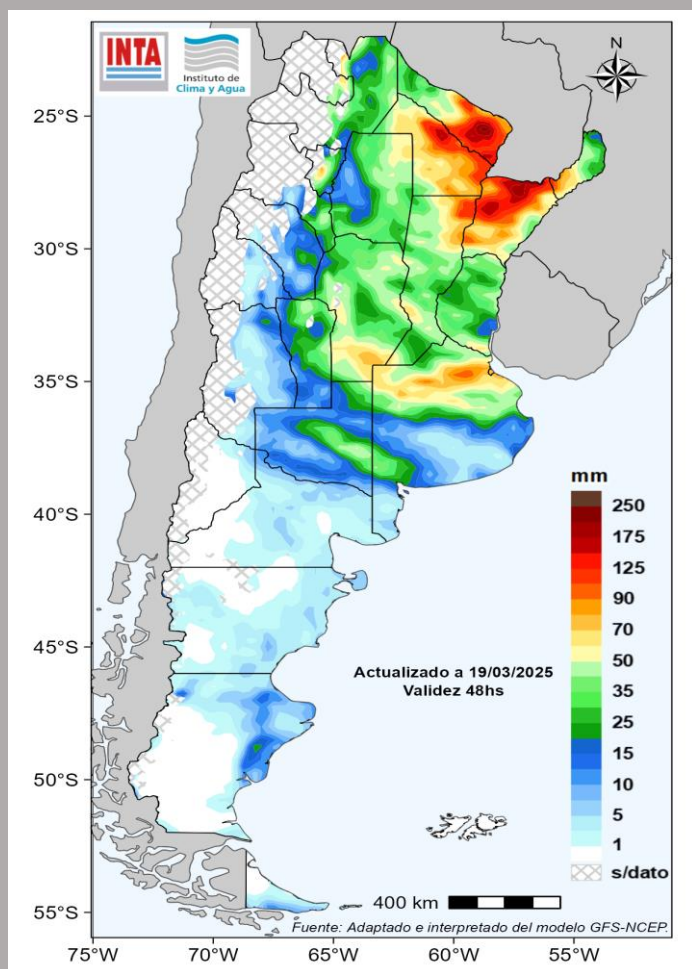 INTA
Instituto de
Clima y Agua
N
25°S
30°S
35°S
40°S
45°S
50°S
55°S
mm
250
175
125
90
70
50
35
25
15
10
5
1
s/dato
Actualizado a 19/03/2025
Validez 48hs
400 km
Fuente: Adaptado e interpretado del modelo GFS-NCEP.
75°W
70°W
65°W
60°W
55°W